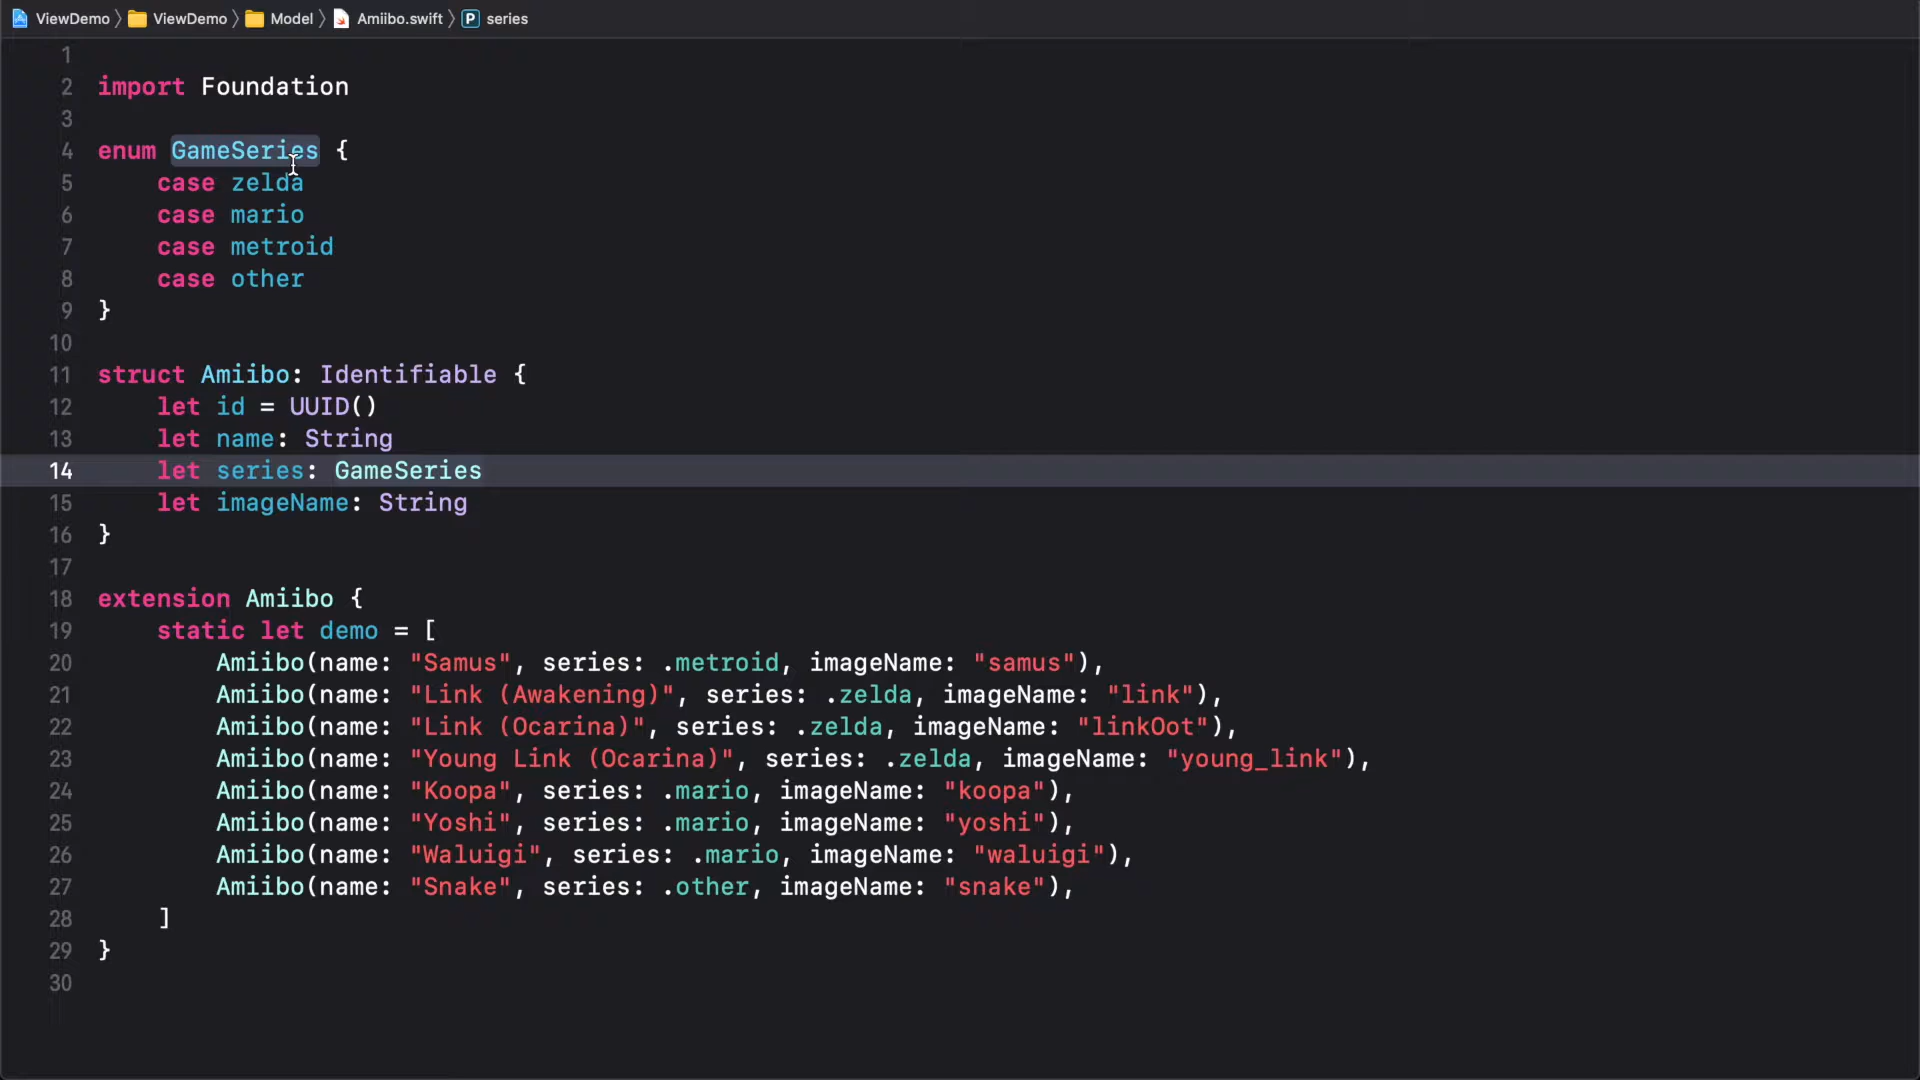 ViewDemo ViewDemo Model Amiibo.swift P series
1
2 import Foundation
3
4 enum GameSeries {
5 case zelda
6 case mario
7 case metroid
8 case other
9 }
10
11 struct Amiibo: Identifiable {
12 let id = UUID()
13 let name: String
14 let series: GameSeries
15 let imageName: String
16 }
17
18 extension Amiibo {
19 static let demo = [
20 Amiibo(name: "Samus", series: .metroid, imageName: "samus"),
21 Amiibo(name: "Link (Awakening)", series: .zelda, imageName: "link"),
22 Amiibo(name: "Link (Ocarina)", series: .zelda, imageName: "linkOot"),
23 Amiibo(name: "Young Link (Ocarina)", series: .zelda, imageName: "young_link"),
24 Amiibo(name: "Koopa", series: .mario, imageName: "koopa"),
25 Amiibo(name: "Yoshi", series: .mario, imageName: "yoshi"),
26 Amiibo(name: "Waluigi", series: .mario, imageName: "waluigi"),
27 Amiibo(name: "Snake", series: .other, imageName: "snake"),
28 ]
29 }
30